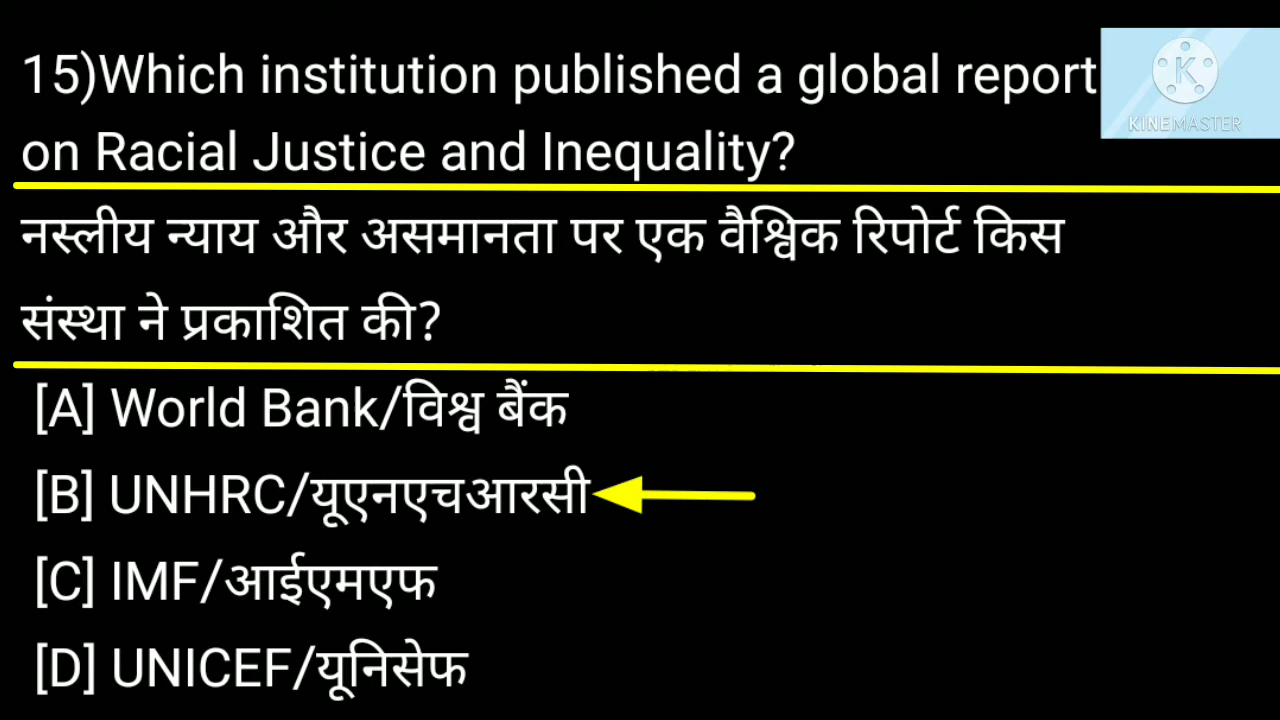 15)Which institution published a global report
on Racial Justice and Inequality?
नस्लीय न्याय और असमानता पर एक वैश्विक रिपोर्ट किस
संस्था ने प्रकाशित की?
[A] World Bank/विश्व बैंक
[B] UNHRC/यूएनएचआरसी
[C] IMF/आईएमएफ
[D] UNICEF/यूनिसेफ
K
KINEMASTER